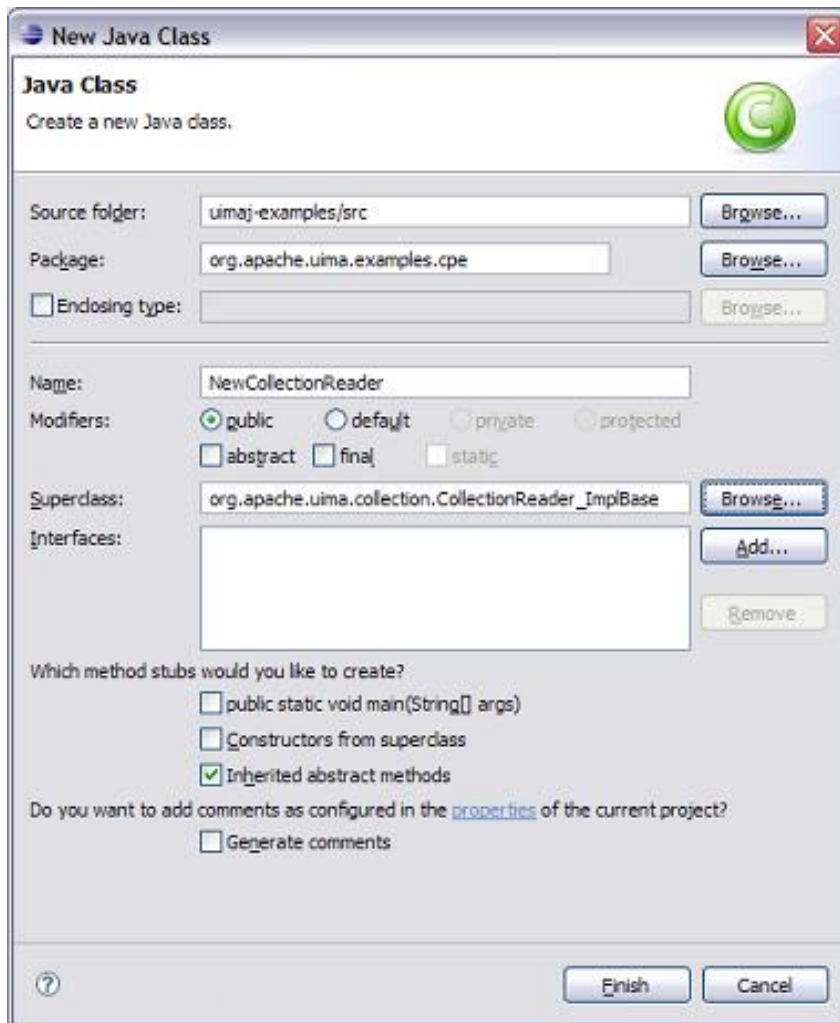 New Java Class
Java Class
Create a new Java class.
Source folder: uimaj-examples/src Browse...
Package: org.apache.uima.examples.cpe Browse...
Enclosing type: Browse...
Name: NewCollectionReader
Modifiers: public default private protected
abstract final static
Superclass: org.apache.uima.collection.CollectionReader_ImplBase Browse...
Interfaces: Add...
Remove
Which method stubs would you like to create?
public static void main(String[] args)
Constructors from superclass
Inherited abstract methods
Do you want to add comments as configured in the properties of the current project?
Generate comments
? Finish Cancel